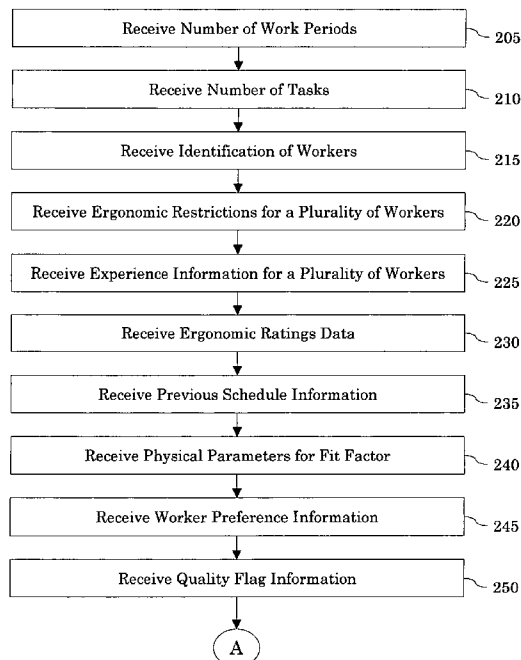 Receive Number of Work Periods
205
Receive Number of Tasks
210
Receive Identification of Workers
215
Receive Ergonomic Restrictions for a Plurality of Workers
220
Receive Experience Information for a Plurality of Workers
225
Receive Ergonomic Ratings Data
230
Receive Previous Schedule Information
235
Receive Physical Parameters for Fit Factor
240
Receive Worker Preference Information
245
Receive Quality Flag Information
250
A